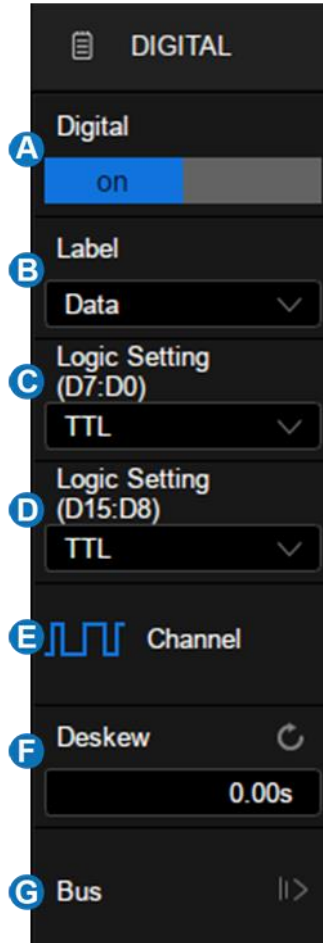 DIGITAL
A
Digital
on
B
Label
Data
C
Logic Setting
(D7:D0)
TTL
D
Logic Setting
(D15:D8)
TTL
E
Channel
F
Deskew
0.00s
G
Bus